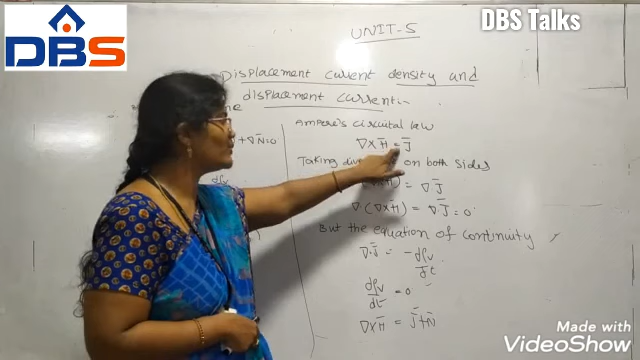 DBS Talks
DBS
UNIT-5
Displacement current density and
displacement current:-
Ampere's circuital law
∇×H̄ = J̄
Taking div on both sides
= ∇J̄
∇·(∇×H̄) = ∇·J̄ = 0
But the equation of continuity
∇·J̄ = -dρv/dt
dρv/dt = 0
∇×H̄ = J̄+N̄
+∇N̄=0
Made with
VideoShow